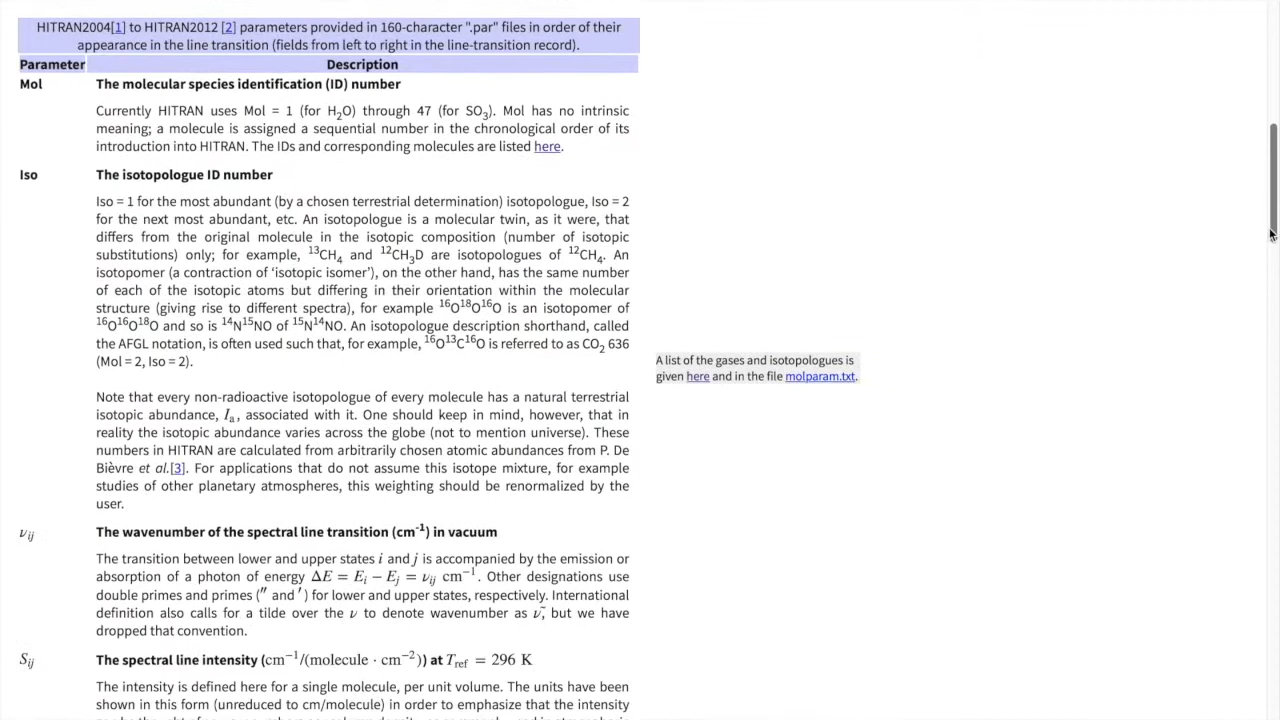 HITRAN2004[1] to HITRAN2012 [2] parameters provided in 160-character ".par" files in order of their
appearance in the line transition (fields from left to right in the line-transition record).
Parameter Description
Mol The molecular species identification (ID) number
Currently HITRAN uses Mol = 1 (for H₂O) through 47 (for SO₃). Mol has no intrinsic
meaning; a molecule is assigned a sequential number in the chronological order of its
introduction into HITRAN. The IDs and corresponding molecules are listed here.
Iso The isotopologue ID number
Iso = 1 for the most abundant (by a chosen terrestrial determination) isotopologue, Iso = 2
for the next most abundant, etc. An isotopologue is a molecular twin, as it were, that
differs from the original molecule in the isotopic composition (number of isotopic
substitutions) only; for example, ¹³CH₄ and ¹²CH₃D are isotopologues of ¹²CH₄. An
isotopomer (a contraction of ‘isotopic isomer’), on the other hand, has the same number
of each of the isotopic atoms but differing in their orientation within the molecular
structure (giving rise to different spectra), for example ¹⁶O¹⁸O¹⁶O is an isotopomer of
¹⁶O¹⁶O¹⁸O and so is ¹⁴N¹⁵NO of ¹⁵N¹⁴NO. An isotopologue description shorthand, called
the AFGL notation, is often used such that, for example, ¹⁶O¹³C¹⁶O is referred to as CO₂ 636
(Mol = 2, Iso = 2).
A list of the gases and isotopologues is
given here and in the file molparam.txt.
Note that every non-radioactive isotopologue of every molecule has a natural terrestrial
isotopic abundance, Iₐ, associated with it. One should keep in mind, however, that in
reality the isotopic abundance varies across the globe (not to mention universe). These
numbers in HITRAN are calculated from arbitrarily chosen atomic abundances from P. De
Bièvre et al.[3]. For applications that do not assume this isotope mixture, for example
studies of other planetary atmospheres, this weighting should be renormalized by the
user.
νij The wavenumber of the spectral line transition (cm⁻¹) in vacuum
The transition between lower and upper states i and j is accompanied by the emission or
absorption of a photon of energy ΔE = Ei − Ej = νij cm⁻¹. Other designations use
double primes and primes (″ and ′) for lower and upper states, respectively. International
definition also calls for a tilde over the ν to denote wavenumber as ν̃, but we have
dropped that convention.
Sij The spectral line intensity (cm⁻¹/(molecule · cm⁻²)) at Tref = 296 K
The intensity is defined here for a single molecule, per unit volume. The units have been
shown in this form (unreduced to cm/molecule) in order to emphasize that the intensity